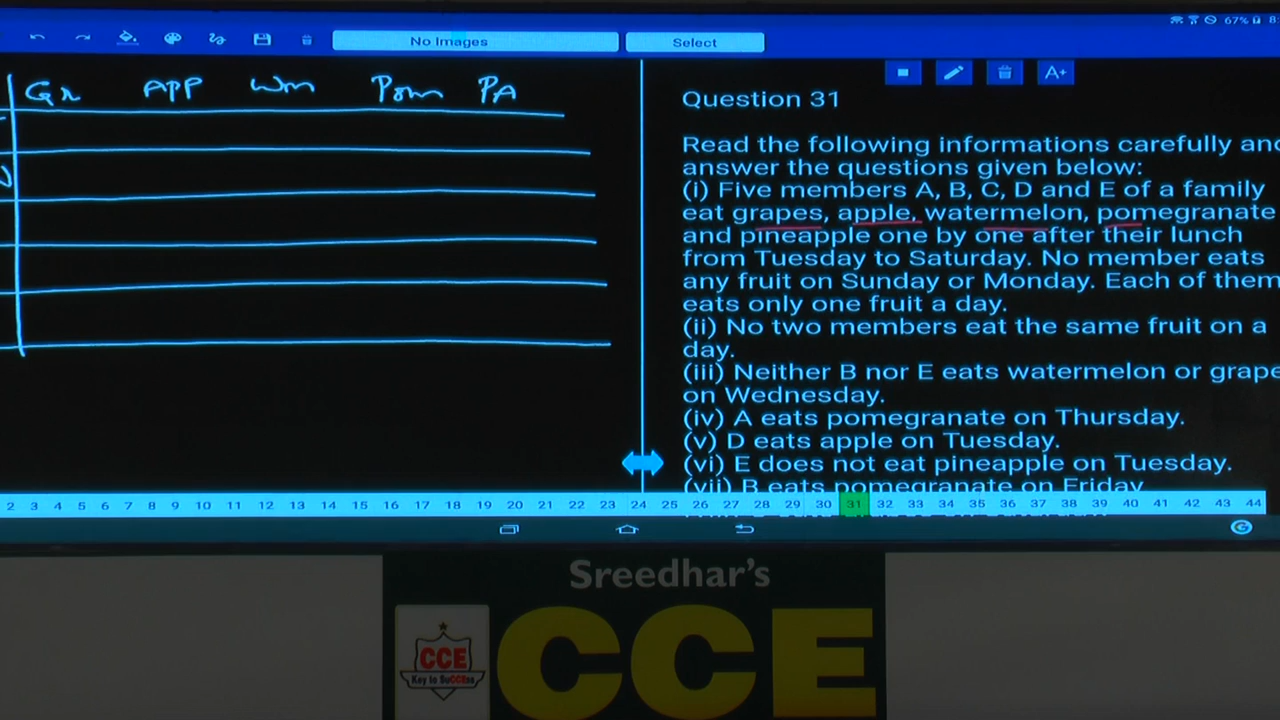 67%
No Images
Select
Gr APP Wm Pom PA
Question 31
Read the following informations carefully and
answer the questions given below:
(i) Five members A, B, C, D and E of a family
eat grapes, apple, watermelon, pomegranate
and pineapple one by one after their lunch
from Tuesday to Saturday. No member eats
any fruit on Sunday or Monday. Each of them
eats only one fruit a day.
(ii) No two members eat the same fruit on a
day.
(iii) Neither B nor E eats watermelon or grape
on Wednesday.
(iv) A eats pomegranate on Thursday.
(v) D eats apple on Tuesday.
(vi) E does not eat pineapple on Tuesday.
(vii) B eats pomegranate on Friday
2 3 4 5 6 7 8 9 10 11 12 13 14 15 16 17 18 19 20 21 22 23 24 25 26 27 28 29 30 31 32 33 34 35 36 37 38 39 40 41 42 43 44
Sreedhar's
CCE
CCE
Key to SuCCEss